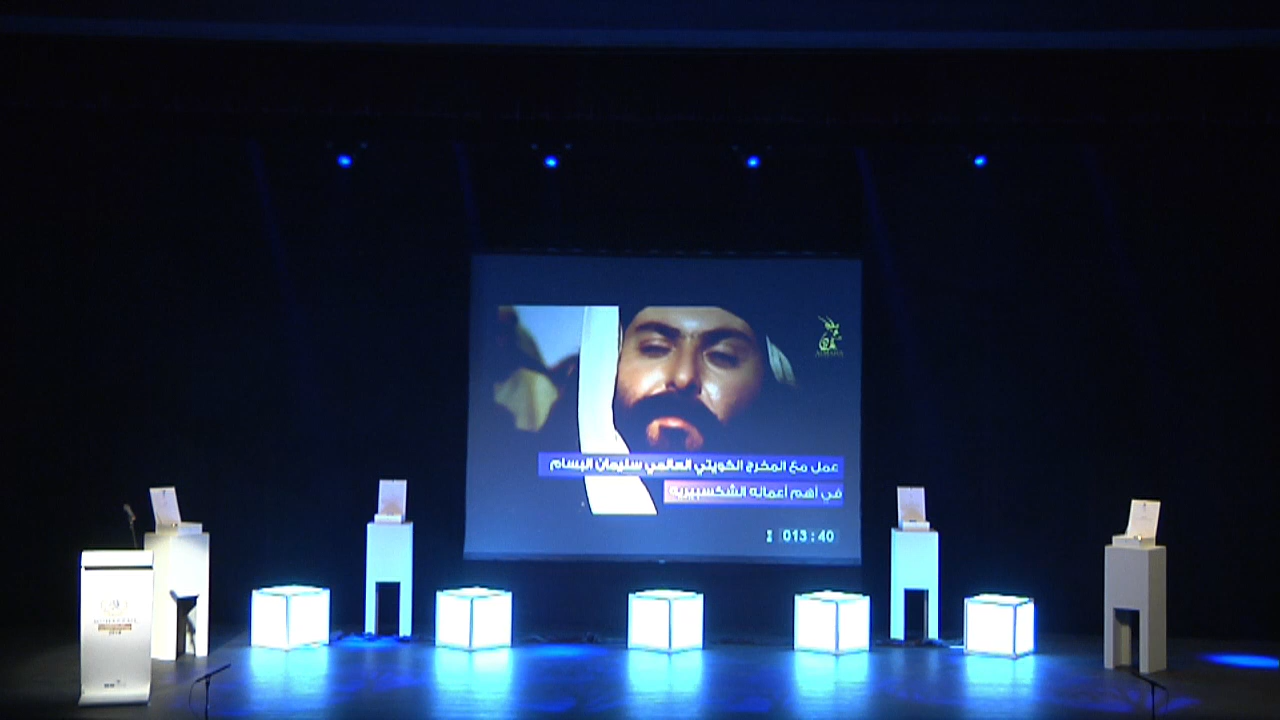 عمل مع المخرج الكويتي العالمي سليمان البسام
في أهم أعماله الشكسبيرية
013:40